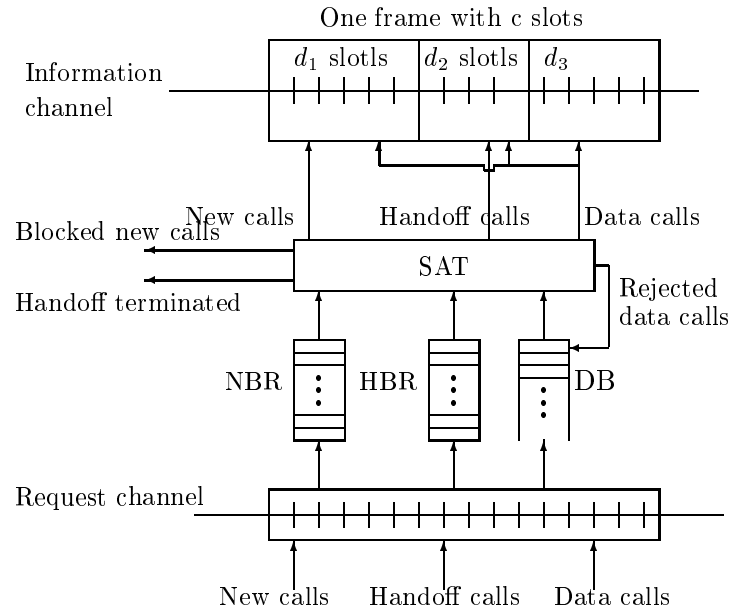 One frame with c slots
d₁ slotls
d₂ slotls
d₃
Information
channel
New calls
Handoff calls
Data calls
Blocked new calls
SAT
Handoff terminated
Rejected
data calls
NBR
HBR
DB
Request channel
New calls
Handoff calls
Data calls